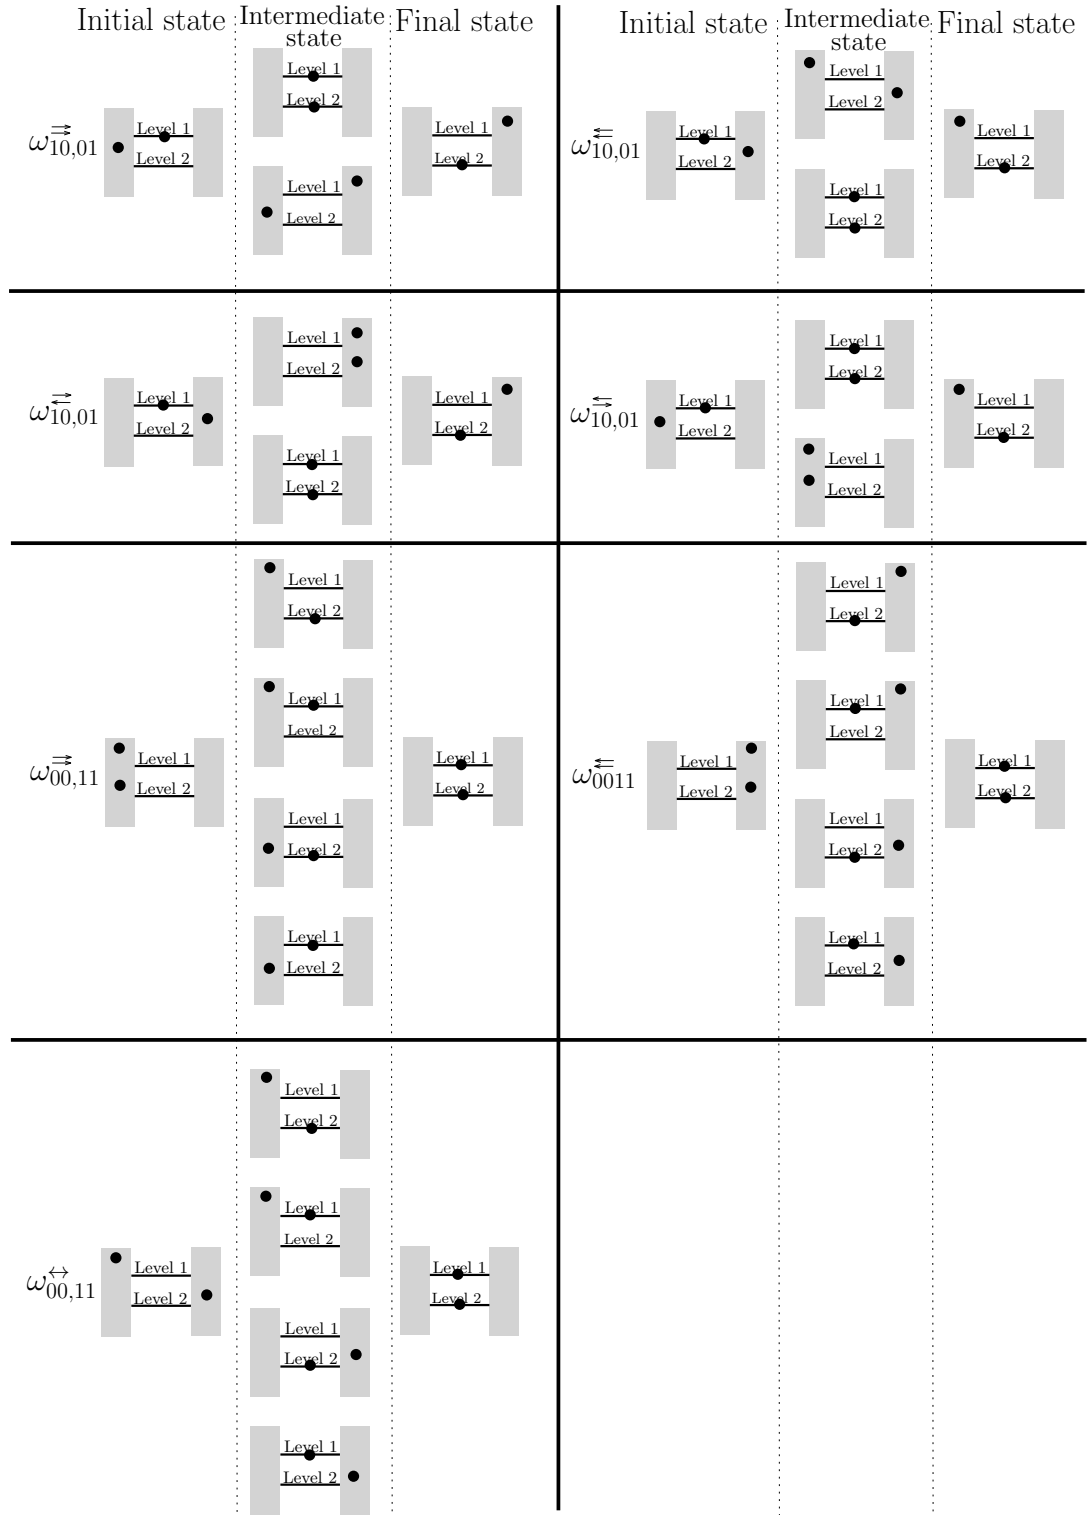 Initial state Intermediate state Final state Initial state Intermediate state Final state
Level 1
Level 2
ω⇉10,01
Level 1
Level 2
Level 1
Level 2
Level 1
Level 2
ω⇇10,01
Level 1
Level 2
Level 1
Level 2
Level 1
Level 2
Level 1
Level 2
ω⇄10,01
Level 1
Level 2
Level 1
Level 2
Level 1
Level 2
Level 1
Level 2
ω⇆10,01
Level 1
Level 2
Level 1
Level 2
Level 1
Level 2
Level 1
Level 2
ω⇉00,11
Level 1
Level 2
Level 1
Level 2
Level 1
Level 2
Level 1
Level 2
Level 1
Level 2
Level 1
Level 2
ω⇇0011
Level 1
Level 2
Level 1
Level 2
Level 1
Level 2
Level 1
Level 2
Level 1
Level 2
Level 1
Level 2
ω↔00,11
Level 1
Level 2
Level 1
Level 2
Level 1
Level 2
Level 1
Level 2
Level 1
Level 2
Level 1
Level 2